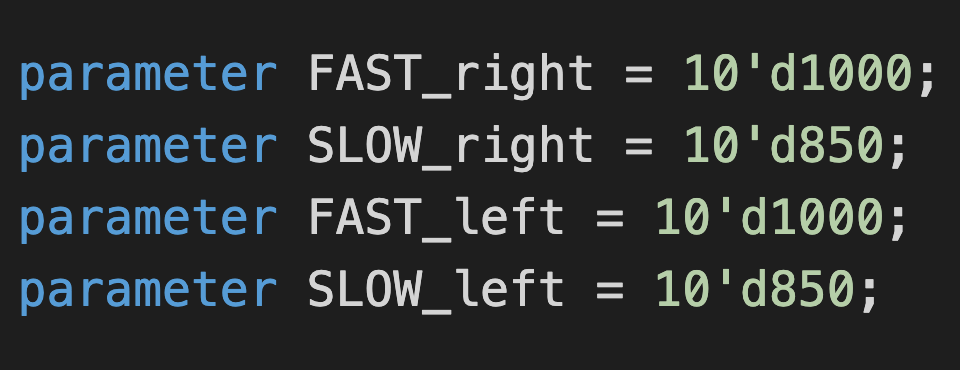 parameter FAST_right = 10'd1000;
parameter SLOW_right = 10'd850;
parameter FAST_left = 10'd1000;
parameter SLOW_left = 10'd850;